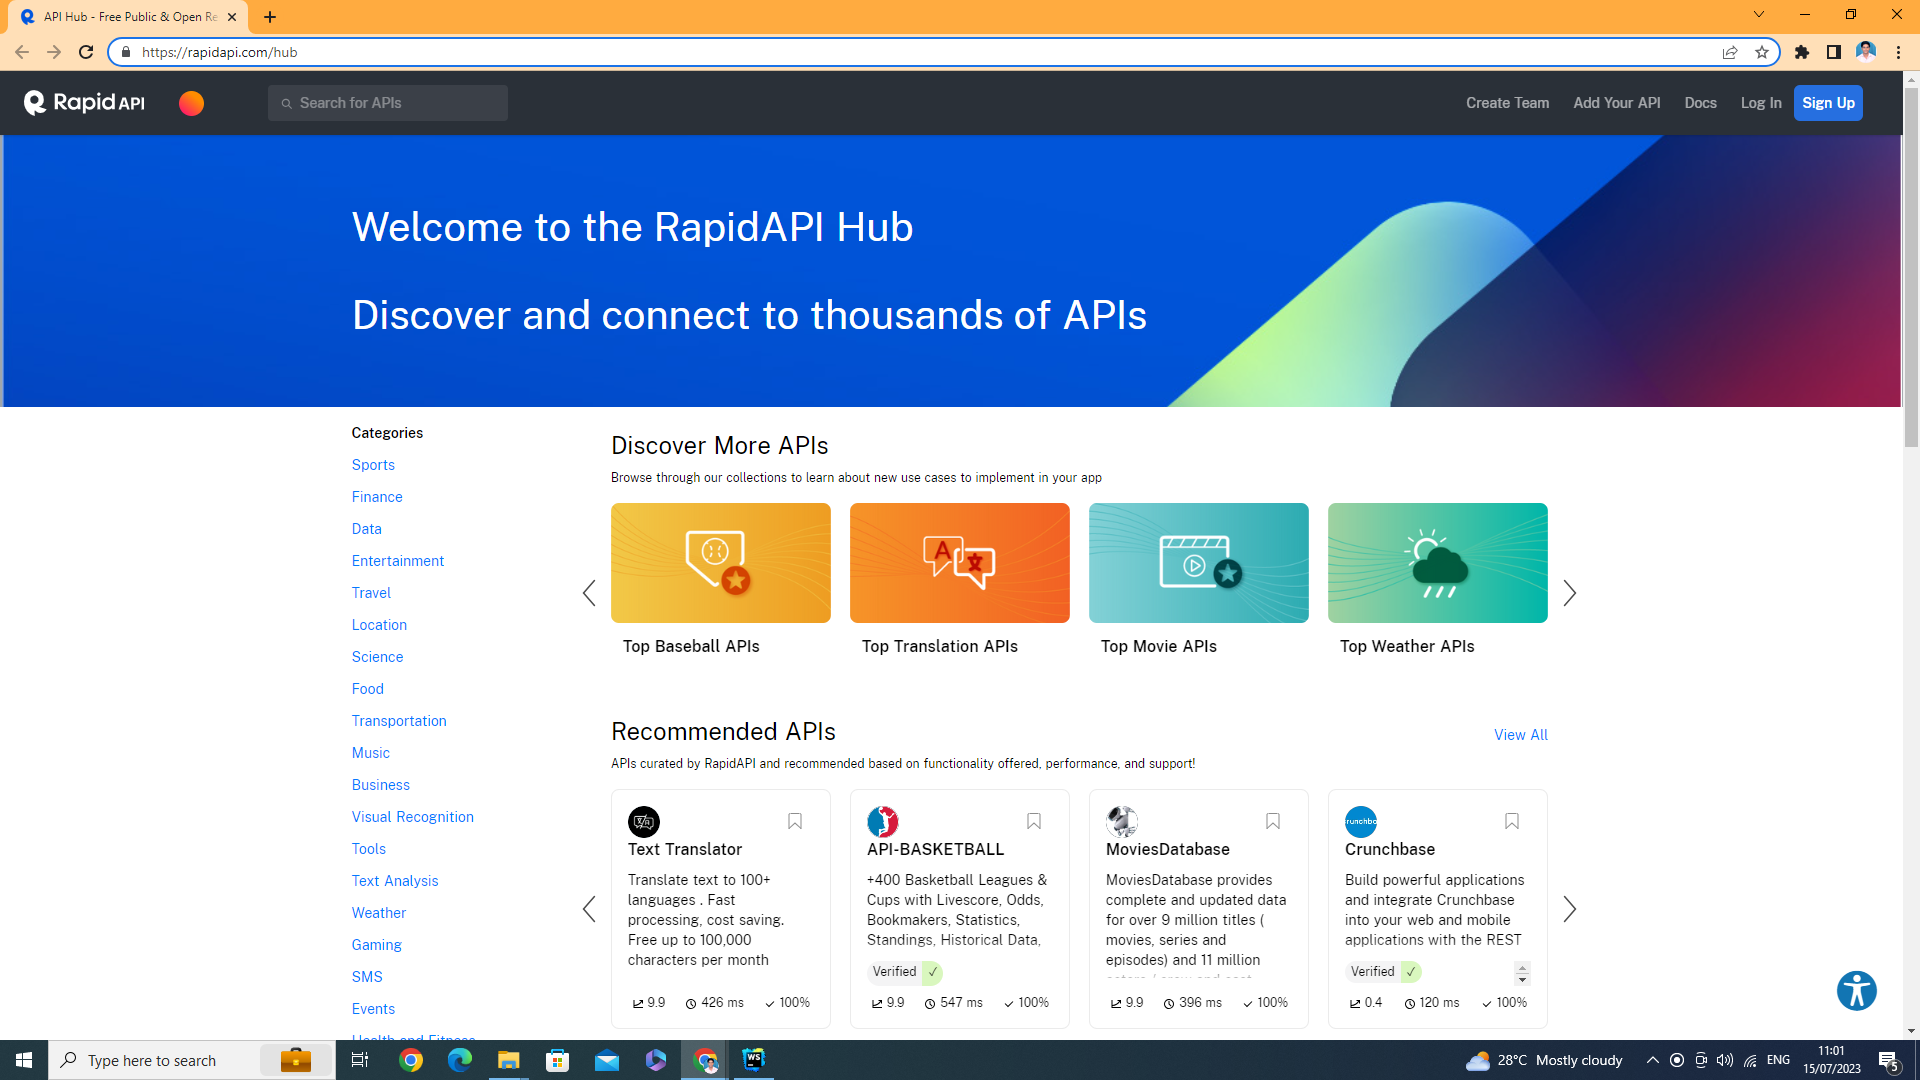 API Hub - Free Public & Open Re
https://rapidapi.com/hub
Rapid API
Search for APIs
Create Team
Add Your API
Docs
Log In
Sign Up
Welcome to the RapidAPI Hub
Discover and connect to thousands of APIs
Categories
Sports
Finance
Data
Entertainment
Travel
Location
Science
Food
Transportation
Music
Business
Visual Recognition
Tools
Text Analysis
Weather
Gaming
SMS
Events
Health and Fitness
Discover More APIs
Browse through our collections to learn about new use cases to implement in your app
A 文
Top Baseball APIs
Top Translation APIs
Top Movie APIs
Top Weather APIs
Recommended APIs
View All
APIs curated by RapidAPI and recommended based on functionality offered, performance, and support!
Text Translator
Translate text to 100+
languages . Fast
processing, cost saving.
Free up to 100,000
characters per month
9.9 426 ms 100%
API-BASKETBALL
+400 Basketball Leagues &
Cups with Livescore, Odds,
Bookmakers, Statistics,
Standings, Historical Data,
Verified
9.9 547 ms 100%
MoviesDatabase
MoviesDatabase provides
complete and updated data
for over 9 million titles (
movies, series and
episodes) and 11 million
9.9 396 ms 100%
crunchba
Crunchbase
Build powerful applications
and integrate Crunchbase
into your web and mobile
applications with the REST
Verified
0.4 120 ms 100%
Type here to search
WS
28°C Mostly cloudy
ENG
11:01
15/07/2023
5